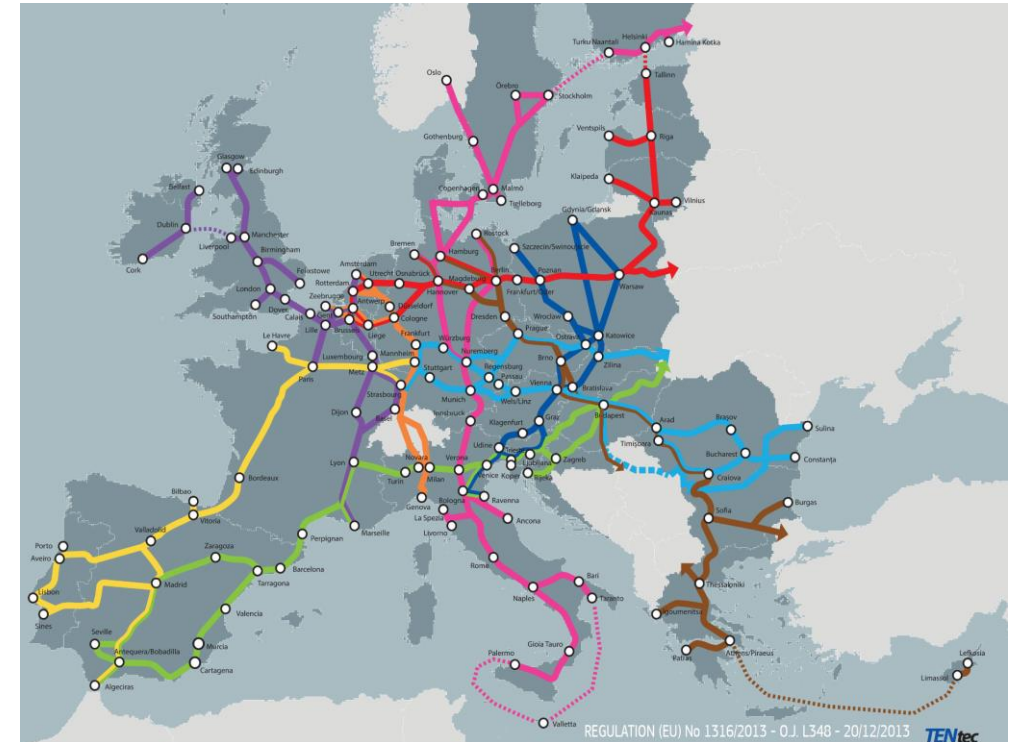 Turku Naantali
Helsinki
Hamina Kotka
Oslo
Örebro
Stockholm
Tallinn
Gothenburg
Ventspils
Riga
Glasgow
Edinburgh
Klaipeda
Belfast
Copenhagen
Malmö
Trelleborg
Kaunas
Vilnius
Gdynia/Gdansk
Dublin
Rostock
Manchester
Liverpool
Bremen
Hamburg
Szczecin/Swinoujscie
Birmingham
Cork
Amsterdam
Felixstowe
Utrecht
Osnabrück
Magdeburg
Berlin
Poznan
Rotterdam
Warsaw
London
Zeebrugge
Hannover
Frankfurt/Oder
Antwerp
Düsseldorf
Southampton
Dover
Calais
Cologne
Dresden
Wroclaw
Lille
Brussels
Liege
Prague
Katowice
Frankfurt
Würzburg
Ostrava
Le Havre
Luxembourg
Mannheim
Nuremberg
Brno
Zilina
Paris
Metz
Stuttgart
Regensburg
Passau
Strasbourg
Vienna
Bratislava
Munich
Wels/Linz
Dijon
Basel
Innsbruck
Klagenfurt
Graz
Budapest
Arad
Brașov
Sulina
Udine
Timișoara
Lyon
Novara
Verona
Ljubljana
Zagreb
Bucharest
Constanța
Turin
Milan
Venice
Koper
Rijeka
Craiova
Bilbao
Bordeaux
Genova
Bologna
Ravenna
Burgas
Vitoria
La Spezia
Marseille
Livorno
Ancona
Sofia
Porto
Valladolid
Perpignan
Aveiro
Zaragoza
Rome
Barcelona
Madrid
Tarragona
Bari
Thessaloniki
Lisbon
Naples
Taranto
Sines
Valencia
Igoumenitsa
Seville
Murcia
Gioia Tauro
Antequera/Bobadilla
Palermo
Patras
Athens/Piraeus
Lefkosia
Cartagena
Limassol
Algeciras
Valletta
REGULATION (EU) No 1316/2013 - O.J. L348 - 20/12/2013
TENtec